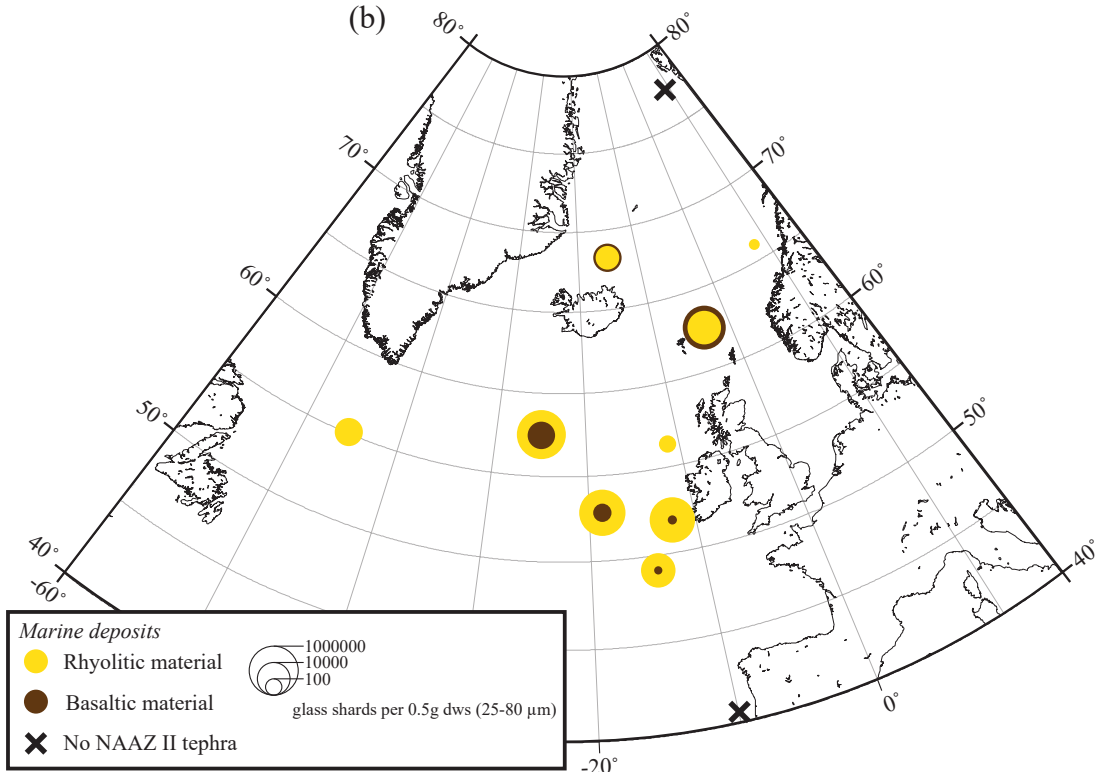 (b)
80°
80°
70°
70°
60°
60°
50°
50°
40°
-60°
40°
0°
-20°
Marine deposits
Rhyolitic material
Basaltic material
No NAAZ II tephra
1000000
10000
100
glass shards per 0.5g dws (25-80 µm)